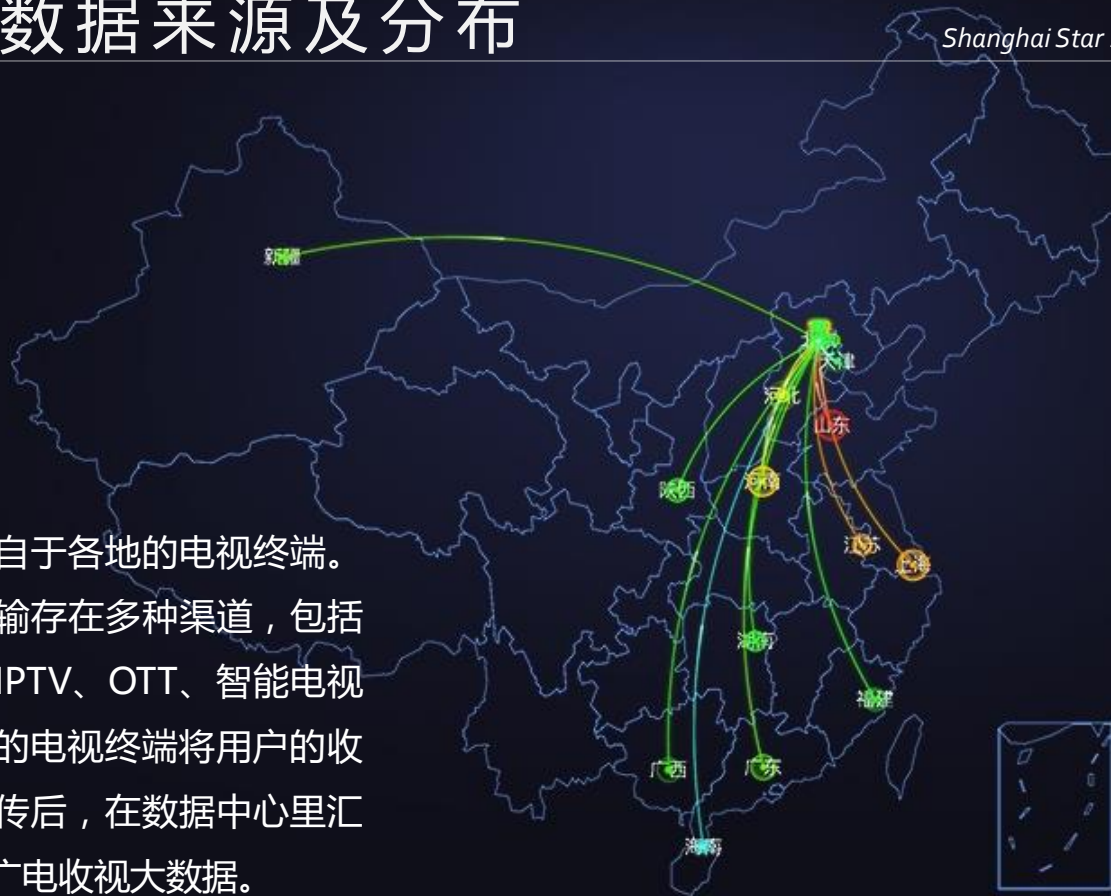 数据来源及分布
Shanghai Star
新疆
天津
河北
山东
陕西
河南
江苏
上海
自于各地的电视终端。
输存在多种渠道，包括
湖南
IPTV、OTT、智能电视
福建
的电视终端将用户的收
广西
广东
传后，在数据中心里汇
海南
广电收视大数据。